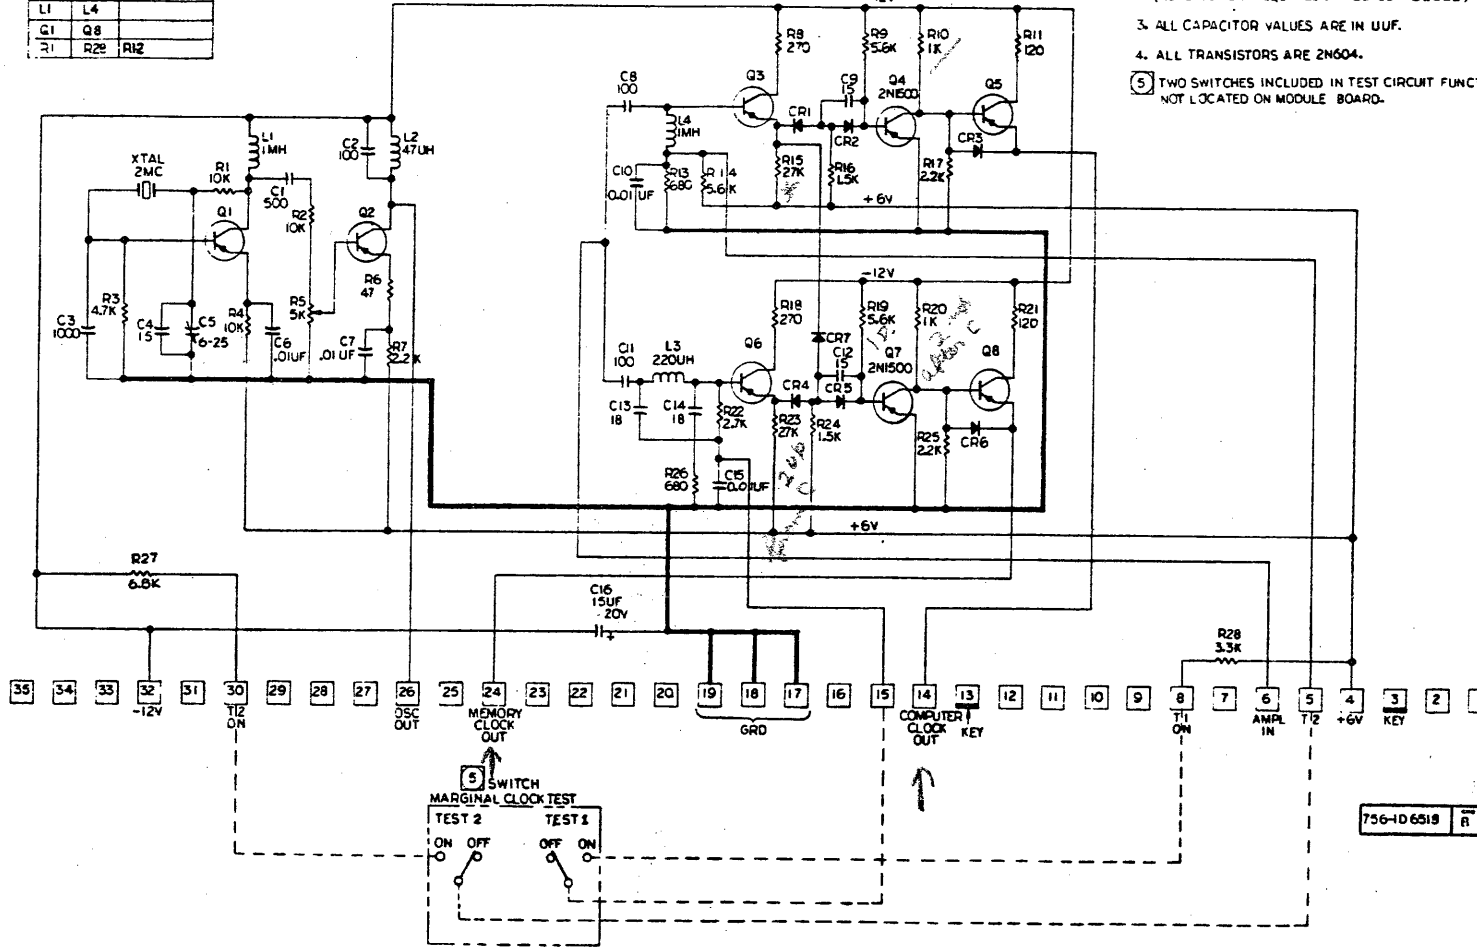 L1 L4
Q1 Q8
R1 R28 R12
3. ALL CAPACITOR VALUES ARE IN UUF.
4. ALL TRANSISTORS ARE 2N604.
5 TWO SWITCHES INCLUDED IN TEST CIRCUIT FUNCT
NOT LOCATED ON MODULE BOARD.
-12V
R8
270
R9
5.6K
R10
1K
R11
120
C8
100
Q3
C9
15
Q4
2N1500
Q5
L4
1MH
CR1
CR2
CR3
C10
0.01UF
R13
680
R14
5.6K
R15
27K
R16
1.5K
R17
2.2K
+6V
L1
1MH
C2
100
L2
47UH
XTAL
2MC
R1
10K
C1
500
R2
10K
Q1
Q2
R3
4.7K
R4
10K
R5
5K
R6
47
C3
1000
C4
15
C5
6-25
C6
.01UF
C7
.01UF
R7
2.2K
-12V
R18
270
R19
5.6K
R20
1K
R21
120
C11
100
L3
220UH
Q6
CR7
C12
15
Q7
2N1500
Q8
CR4
CR5
C13
18
C14
18
R22
2.7K
R23
27K
R24
1.5K
R25
2.2K
CR6
R26
680
C15
0.01UF
+6V
R27
6.8K
C16
15UF
20V
R28
3.3K
35 34 33 32 31 30 29 28 27 26 25 24 23 22 21 20 19 18 17 16 15 14 13 12 11 10 9 8 7 6 5 4 3 2
-12V
T2
ON
OSC
OUT
MEMORY
CLOCK
OUT
GRD
COMPUTER
CLOCK
OUT
KEY
T1
ON
AMPL
IN
T2
+6V
KEY
5 SWITCH
MARGINAL CLOCK TEST
TEST 2 TEST 1
ON OFF OFF ON
756-1D6519 B